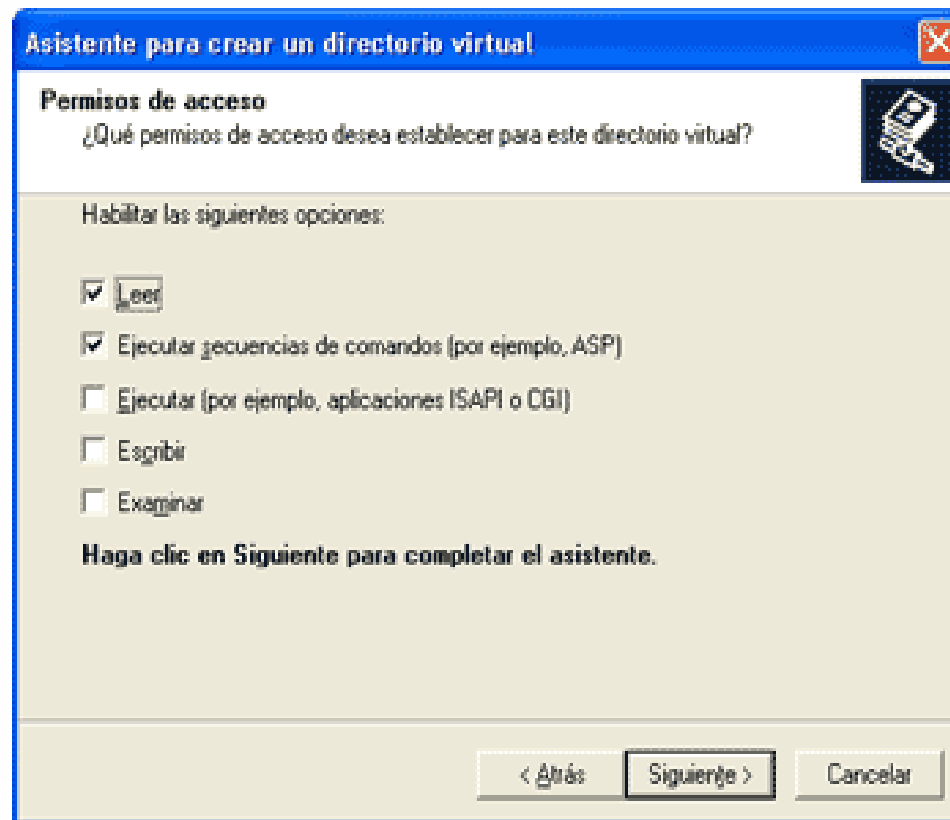 Asistente para crear un directorio virtual
Permisos de acceso
¿Qué permisos de acceso desea establecer para este directorio virtual?
Habilitar las siguientes opciones:
Leer
Ejecutar secuencias de comandos (por ejemplo, ASP)
Ejecutar (por ejemplo, aplicaciones ISAPI o CGI)
Escribir
Examinar
Haga clic en Siguiente para completar el asistente.
< Atrás
Siguiente >
Cancelar